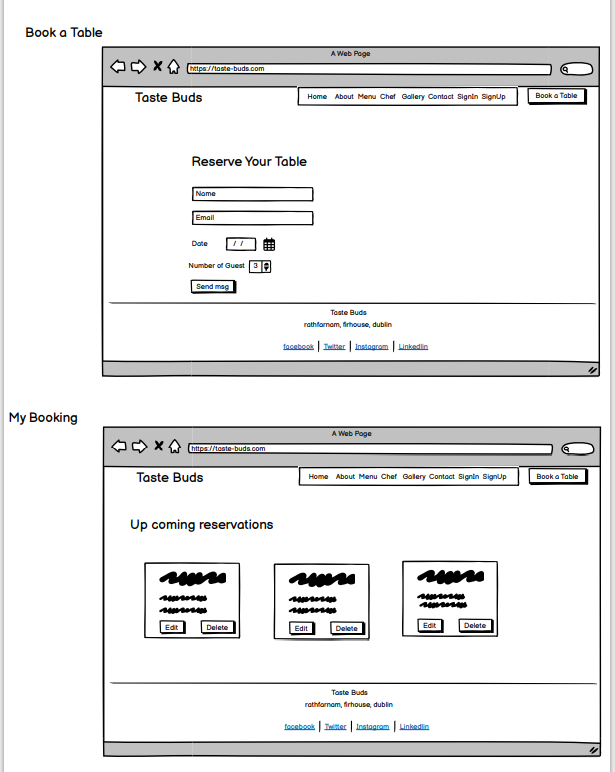 Book a Table
A Web Page
https://taste-buds.com
Taste Buds
Home About Menu Chef Gallery Contact SignIn SignUp
Book a Table
Reserve Your Table
Name
Email
Date / /
Number of Guest 3
Send msg
Taste Buds
rathfarnam, firhouse, dublin
facebook Twitter Instagram LinkedIn
My Booking
A Web Page
https://taste-buds.com
Taste Buds
Home About Menu Chef Gallery Contact SignIn SignUp
Book a Table
Up coming reservations
Edit Delete
Edit Delete
Edit Delete
Taste Buds
rathfarnam, firhouse, dublin
facebook Twitter Instagram LinkedIn